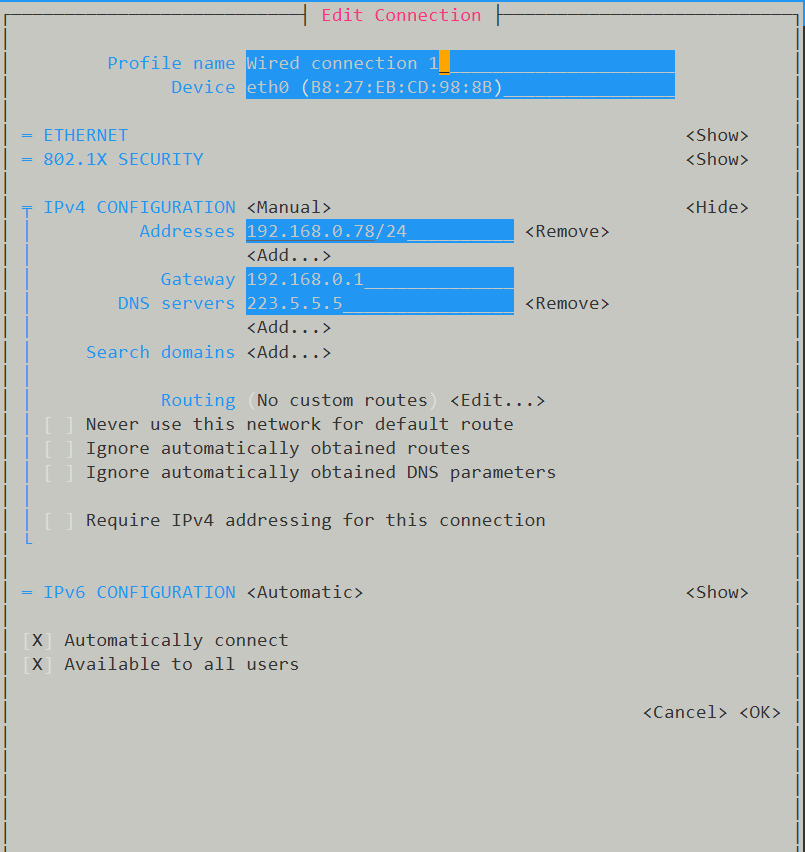 Edit Connection
Profile name Wired connection 1
Device eth0 (B8:27:EB:CD:98:8B)
= ETHERNET <Show>
= 802.1X SECURITY <Show>
IPv4 CONFIGURATION <Manual> <Hide>
Addresses 192.168.0.78/24 <Remove>
<Add...>
Gateway 192.168.0.1
DNS servers 223.5.5.5 <Remove>
<Add...>
Search domains <Add...>
Routing (No custom routes) <Edit...>
[ ] Never use this network for default route
[ ] Ignore automatically obtained routes
[ ] Ignore automatically obtained DNS parameters
[ ] Require IPv4 addressing for this connection
= IPv6 CONFIGURATION <Automatic> <Show>
[X] Automatically connect
[X] Available to all users
<Cancel> <OK>